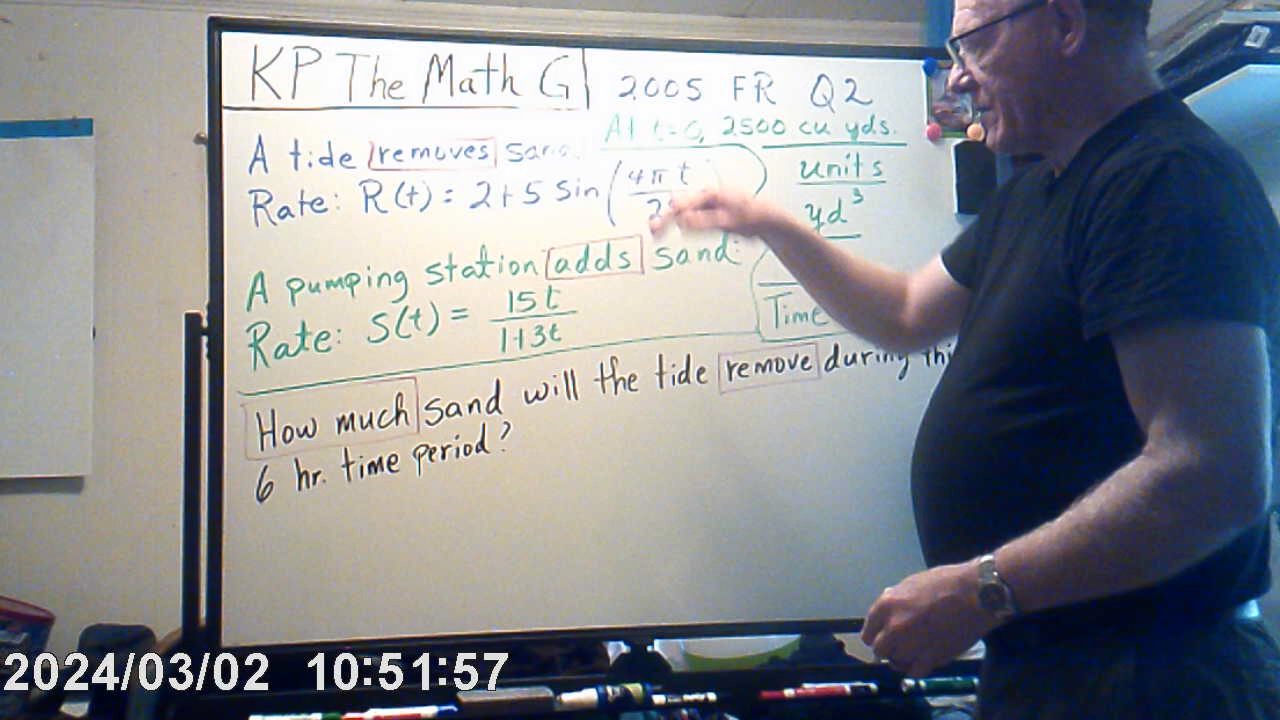 KP The Math G
2005 FR Q2
At t=0, 2500 cu yds.
A tide removes sand
Rate: R(t) = 2+5 sin(4πt/2
units
yd³
Time
A pumping station adds sand:
Rate: S(t) = 15t/1+3t
How much sand will the tide remove during
6 hr. time period?
2024/03/02 10:51:57